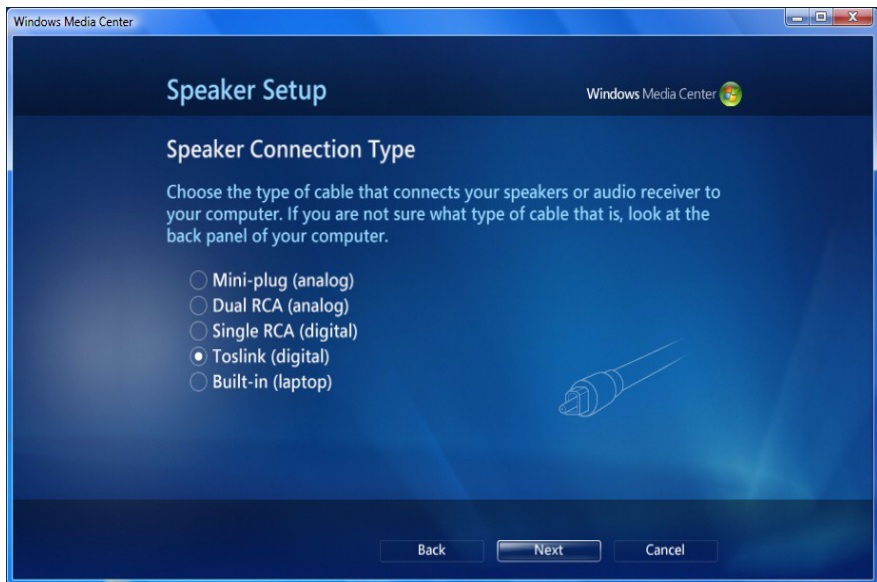 Windows Media Center
Speaker Setup
Windows Media Center
Speaker Connection Type
Choose the type of cable that connects your speakers or audio receiver to
your computer. If you are not sure what type of cable that is, look at the
back panel of your computer.
Mini-plug (analog)
Dual RCA (analog)
Single RCA (digital)
Toslink (digital)
Built-in (laptop)
Back Next Cancel